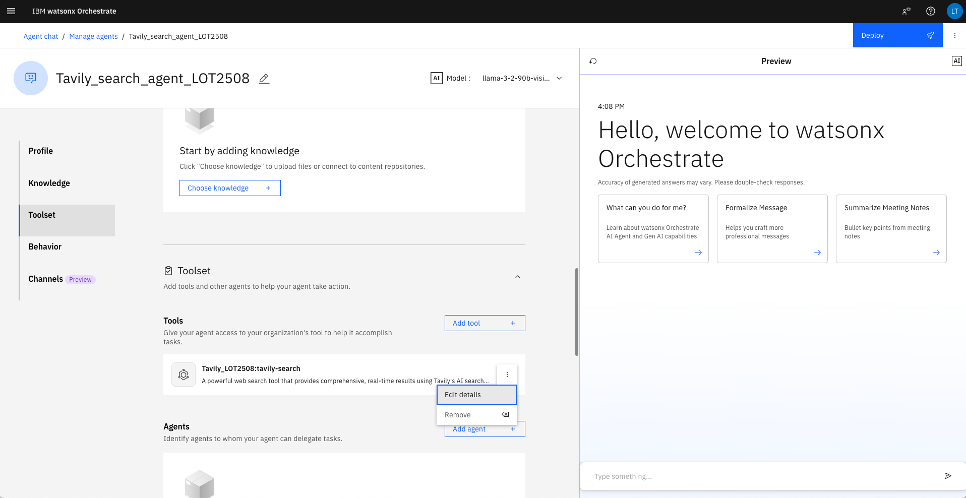 IBM watsonx Orchestrate
LT
Agent chat / Manage agents / Tavily_search_agent_LOT2508
Deploy
Tavily_search_agent_LOT2508
AI Model : llama-3-2-90b-visi...
Preview
AI
Profile
Knowledge
Toolset
Behavior
Channels Preview
Start by adding knowledge
Click "Choose knowledge" to upload files or connect to content repositories.
Choose knowledge +
Toolset
Add tools and other agents to help your agent take action.
Tools
Give your agent access to your organization's tool to help it accomplish
tasks.
Add tool +
Tavily_LOT2508:tavily-search
A powerful web search tool that provides comprehensive, real-time results using Tavily's AI search...
Edit details
Remove
Agents
Identify agents to whom your agent can delegate tasks.
Add agent +
4:08 PM
Hello, welcome to watsonx
Orchestrate
Accuracy of generated answers may vary. Please double-check responses.
What can you do for me?
Learn about watsonx Orchestrate
AI Agent and Gen AI capabilities
Formalize Message
Helps you craft more
professional messages
Summarize Meeting Notes
Bullet key points from meeting
notes
Type something...